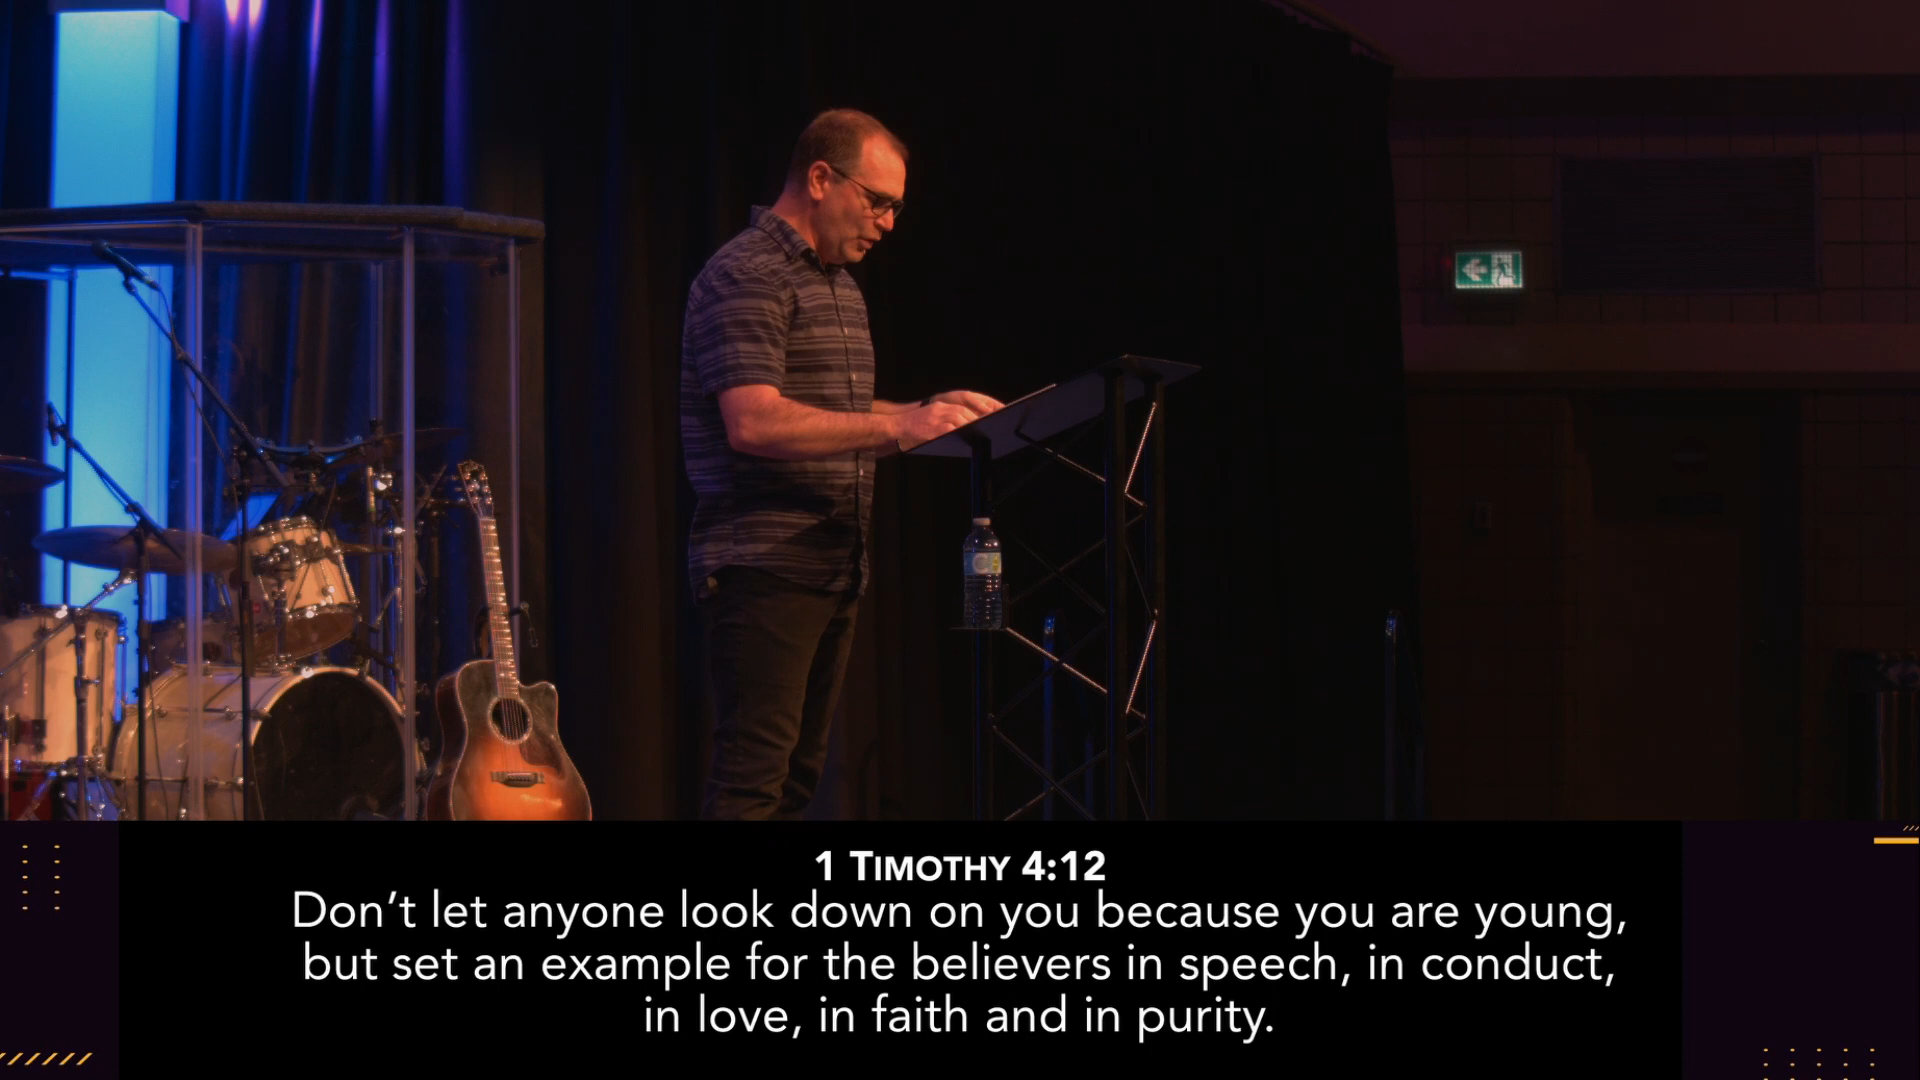 1 Timothy 4:12
Don’t let anyone look down on you because you are young,
but set an example for the believers in speech, in conduct,
in love, in faith and in purity.